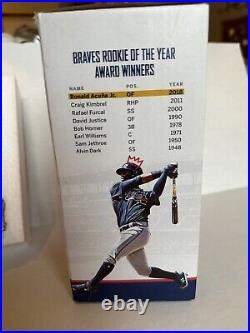 BRAVES ROOKIE OF THE YEAR
AWARD WINNERS
NAME POS. YEAR
Ronald Acuña Jr. OF 2018
Craig Kimbrel RHP 2011
Rafael Furcal SS 2000
David Justice OF 1990
Bob Horner 3B 1978
Earl Williams C 1971
Sam Jethroe OF 1950
Alvin Dark SS 1948